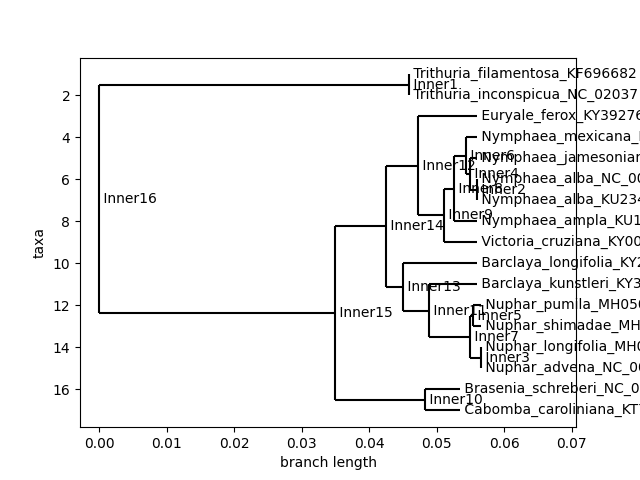 Trithuria_filamentosa_KF696682
Inner1
Trithuria_inconspicua_NC_02037
Euryale_ferox_KY39276
Nymphaea_mexicana_
Inner6
Nymphaea_jamesonian
Inner12
Inner4
Nymphaea_alba_NC_00
Inner8
Inner2
Inner16
Nymphaea_alba_KU234
Inner9
Nymphaea_ampla_KU1
Inner14
Victoria_cruziana_KY00
Barclaya_longifolia_KY2
Inner13
Barclaya_kunstleri_KY3
Nuphar_pumila_MH050
Inner15
Inner5
Nuphar_shimadae_MH
Inner7
Nuphar_longifolia_MH0
Inner3
Nuphar_advena_NC_00
Brasenia_schreberi_NC_0
Inner10
Cabomba_caroliniana_KT
taxa
2
4
6
8
10
12
14
16
0.00 0.01 0.02 0.03 0.04 0.05 0.06 0.07
branch length